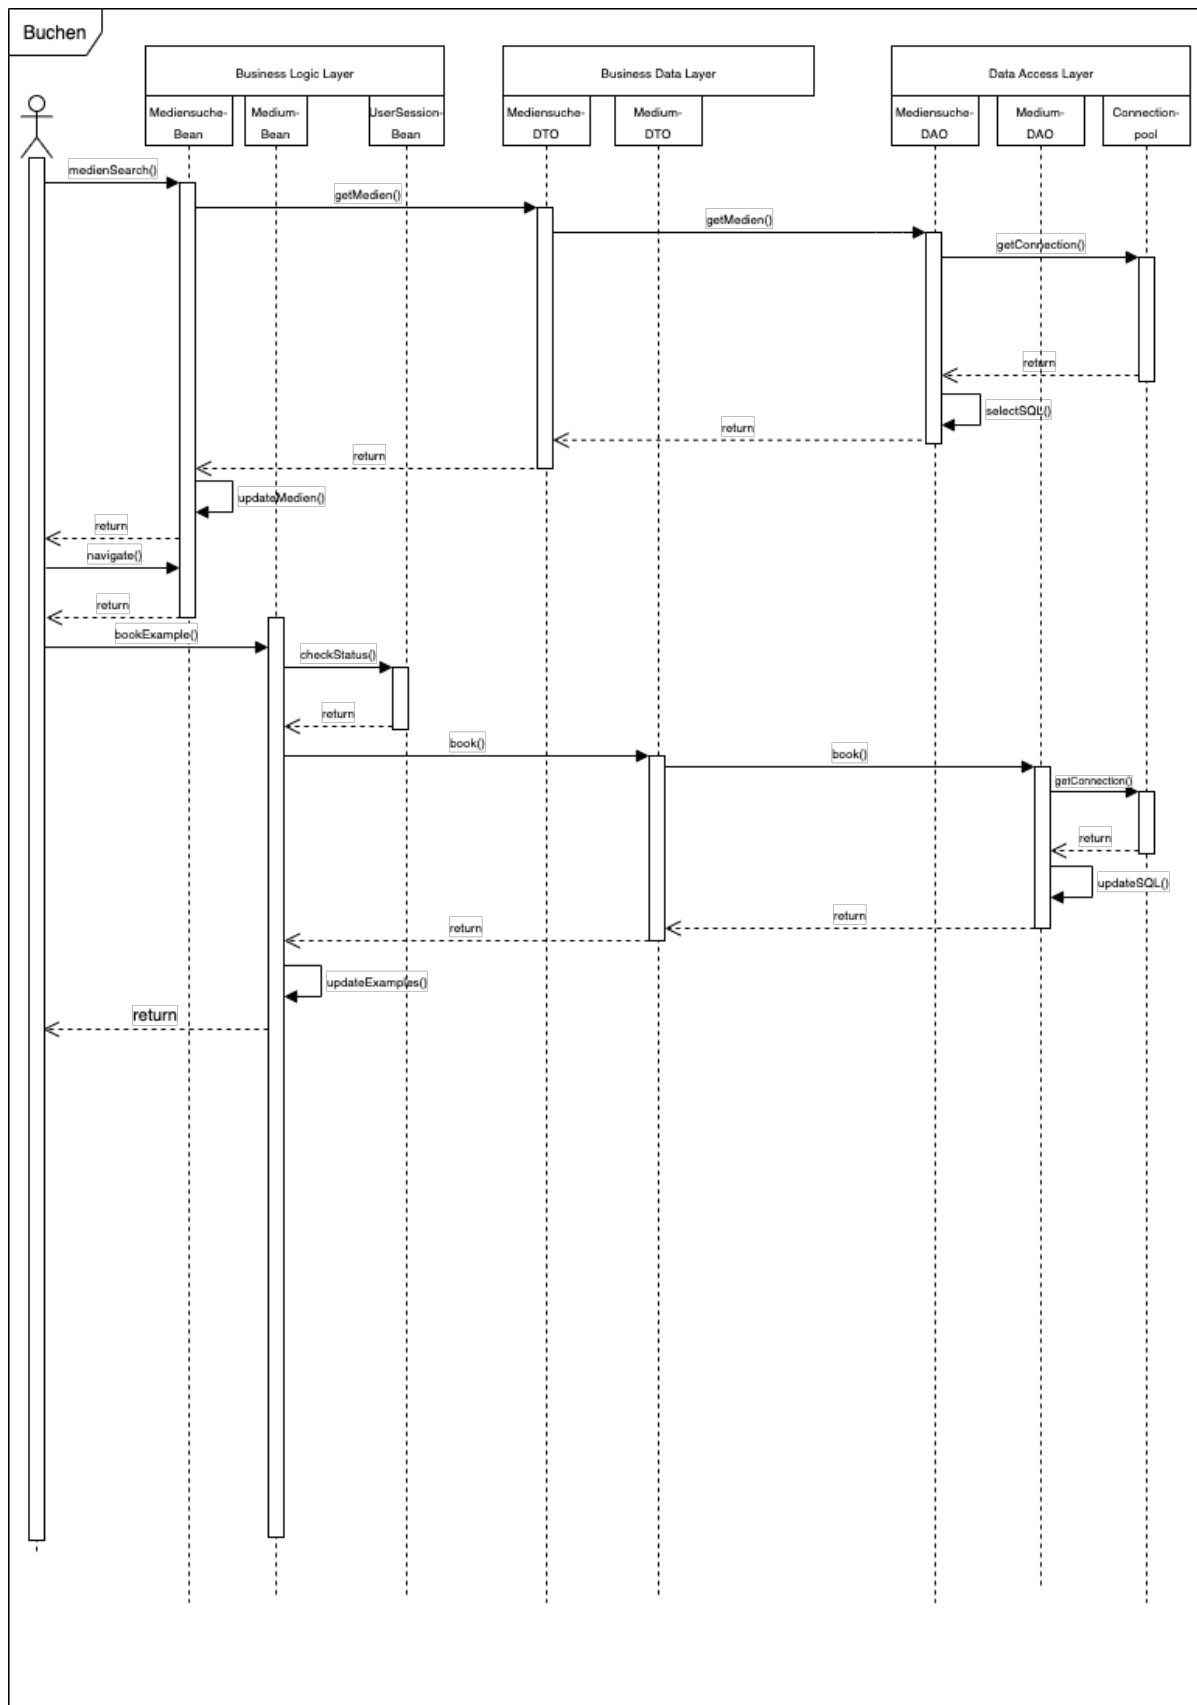 Buchen
Business Logic Layer
Business Data Layer
Data Access Layer
Mediensuche-
Bean
Medium-
Bean
UserSession-
Bean
Mediensuche-
DTO
Medium-
DTO
Mediensuche-
DAO
Medium-
DAO
Connection-
pool
medienSearch()
getMedien()
getMedien()
getConnection()
return
selectSQL()
return
return
updateMedien()
return
navigate()
return
bookExample()
checkStatus()
return
book()
book()
getConnection()
return
updateSQL()
return
return
updateExamples()
return